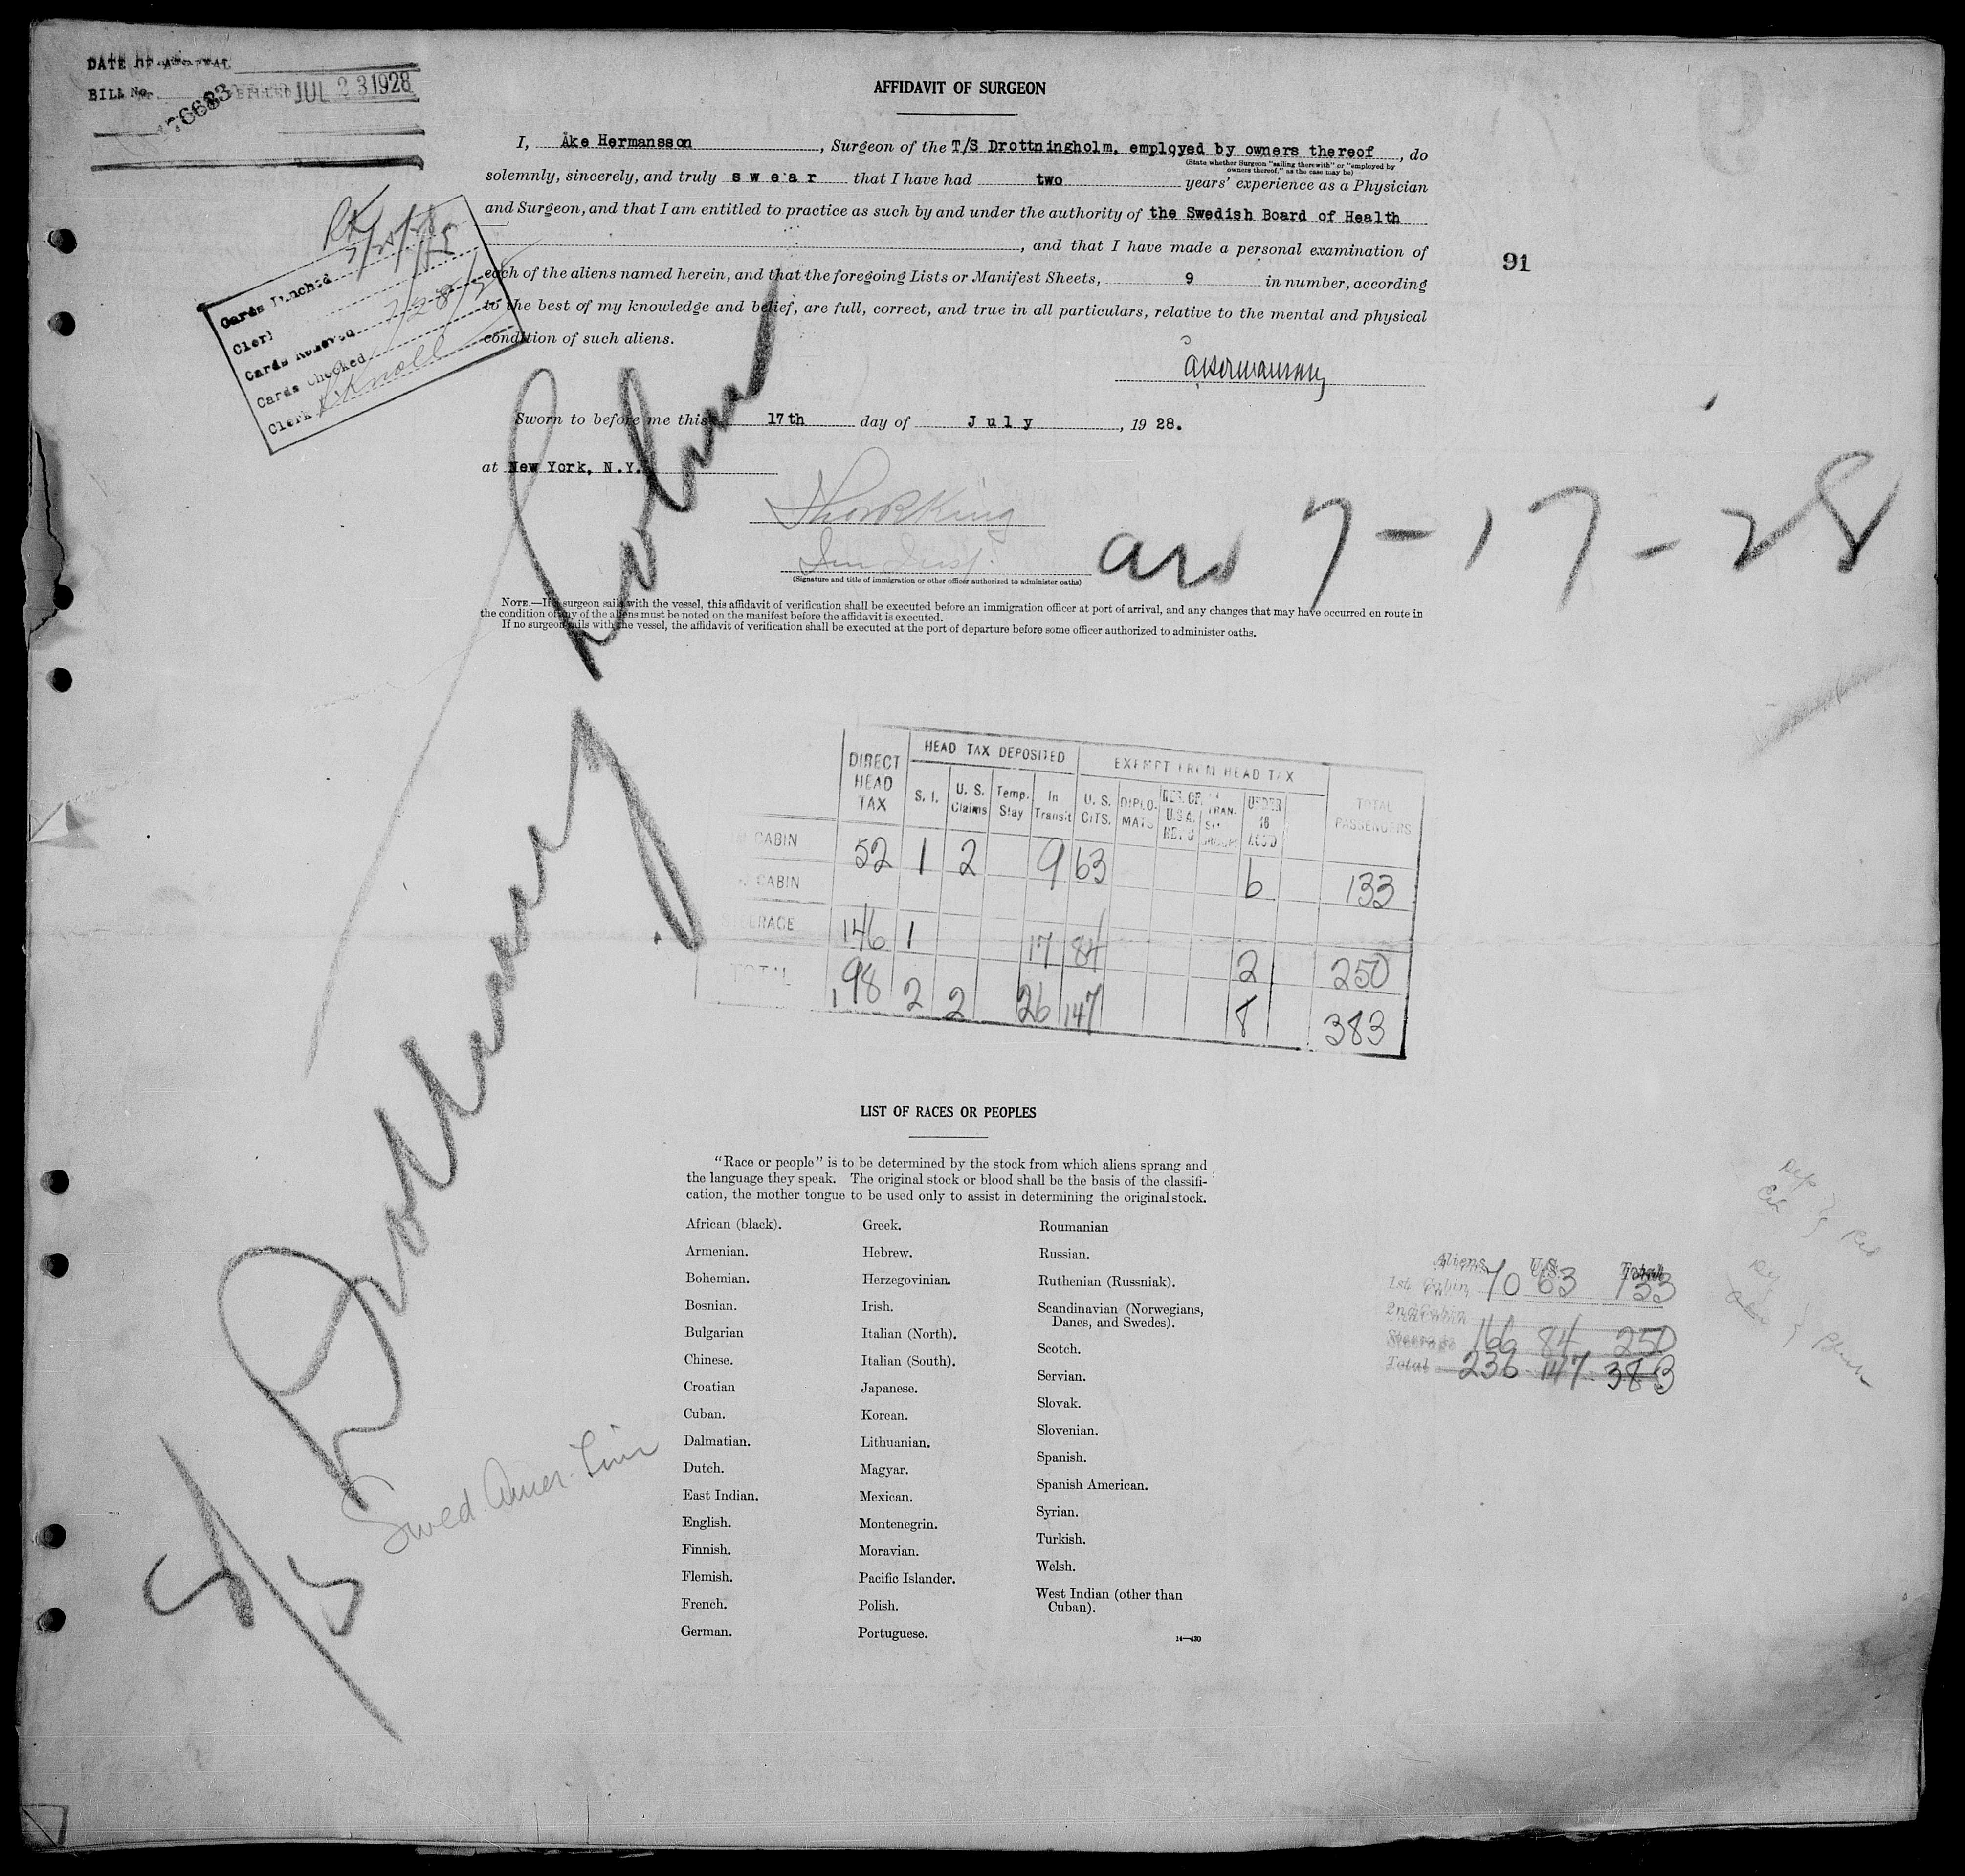 DATE OF ARRIVAL
BILL No. BILLED JUL 23 1928
AFFIDAVIT OF SURGEON
I, Åke Hermansson, Surgeon of the T/S Drottningholm, employed by owners thereof, do
(State whether Surgeon "sailing therewith" or "employed by
owners thereof," as the case may be)
solemnly, sincerely, and truly swear that I have had two years' experience as a Physician
and Surgeon, and that I am entitled to practice as such by and under the authority of the Swedish Board of Health
, and that I have made a personal examination of
each of the aliens named herein, and that the foregoing Lists or Manifest Sheets, 9 in number, according
to the best of my knowledge and belief, are full, correct, and true in all particulars, relative to the mental and physical
condition of such aliens.
91
Cards Punched
Clerk
Cards Removed 7/28/28
Cards Checked
Clerk Knoll
Sworn to before me this 17th day of July, 1928.
at New York, N.Y.
King
Imm Insp.
(Signature and title of immigration or other officer authorized to administer oaths)
arr 7-17-28
NOTE.—If a surgeon sails with the vessel, this affidavit of verification shall be executed before an immigration officer at port of arrival, and any changes that may have occurred en route in
the condition of any of the aliens must be noted on the manifest before the affidavit is executed.
If no surgeon sails with the vessel, the affidavit of verification shall be executed at the port of departure before some officer authorized to administer oaths.
S/S Drottningholm
Swed. Amer. Line
DIRECT HEAD TAX
HEAD TAX DEPOSITED
EXEMPT FROM HEAD TAX
TOTAL PASSENGERS
S. I. U. S. Claims Temp. Stay In Transit U. S. CITS. DIPLOMATS UNDER 16
CABIN 52 1 2 9 63 6 133
CABIN
STEERAGE 146 1 17 84 2 250
TOTAL 198 2 2 26 147 8 383
LIST OF RACES OR PEOPLES
"Race or people" is to be determined by the stock from which aliens sprang and
the language they speak. The original stock or blood shall be the basis of the classifi-
cation, the mother tongue to be used only to assist in determining the original stock.
African (black).
Armenian.
Bohemian.
Bosnian.
Bulgarian
Chinese.
Croatian
Cuban.
Dalmatian.
Dutch.
East Indian.
English.
Finnish.
Flemish.
French.
German.
Greek.
Hebrew.
Herzegovinian.
Irish.
Italian (North).
Italian (South).
Japanese.
Korean.
Lithuanian.
Magyar.
Mexican.
Montenegrin.
Moravian.
Pacific Islander.
Polish.
Portuguese.
Roumanian
Russian.
Ruthenian (Russniak).
Scandinavian (Norwegians,
Danes, and Swedes).
Scotch.
Servian.
Slovak.
Slovenian.
Spanish.
Spanish American.
Syrian.
Turkish.
Welsh.
West Indian (other than
Cuban).
14—430
Aliens U.S. Total
1st Cabin 70 63 133
2nd Cabin
Steerage 166 84 250
Total 236 147 383